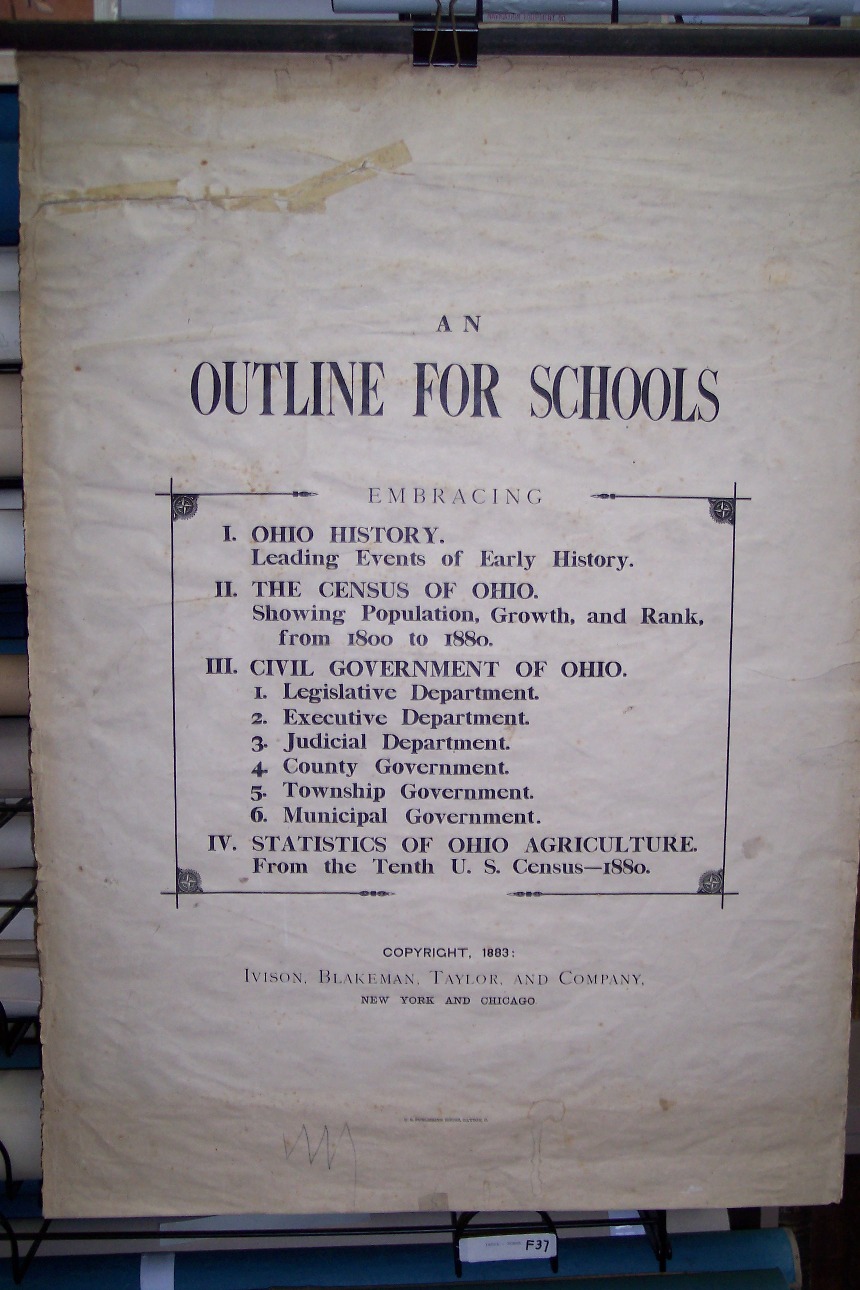 AN
OUTLINE FOR SCHOOLS
EMBRACING
I. OHIO HISTORY.
Leading Events of Early History.
II. THE CENSUS OF OHIO.
Showing Population, Growth, and Rank,
from 1800 to 1880.
III. CIVIL GOVERNMENT OF OHIO.
1. Legislative Department.
2. Executive Department.
3. Judicial Department.
4. County Government.
5. Township Government.
6. Municipal Government.
IV. STATISTICS OF OHIO AGRICULTURE.
From the Tenth U. S. Census—1880.
COPYRIGHT, 1883:
IVISON, BLAKEMAN, TAYLOR, AND COMPANY,
NEW YORK AND CHICAGO
F37